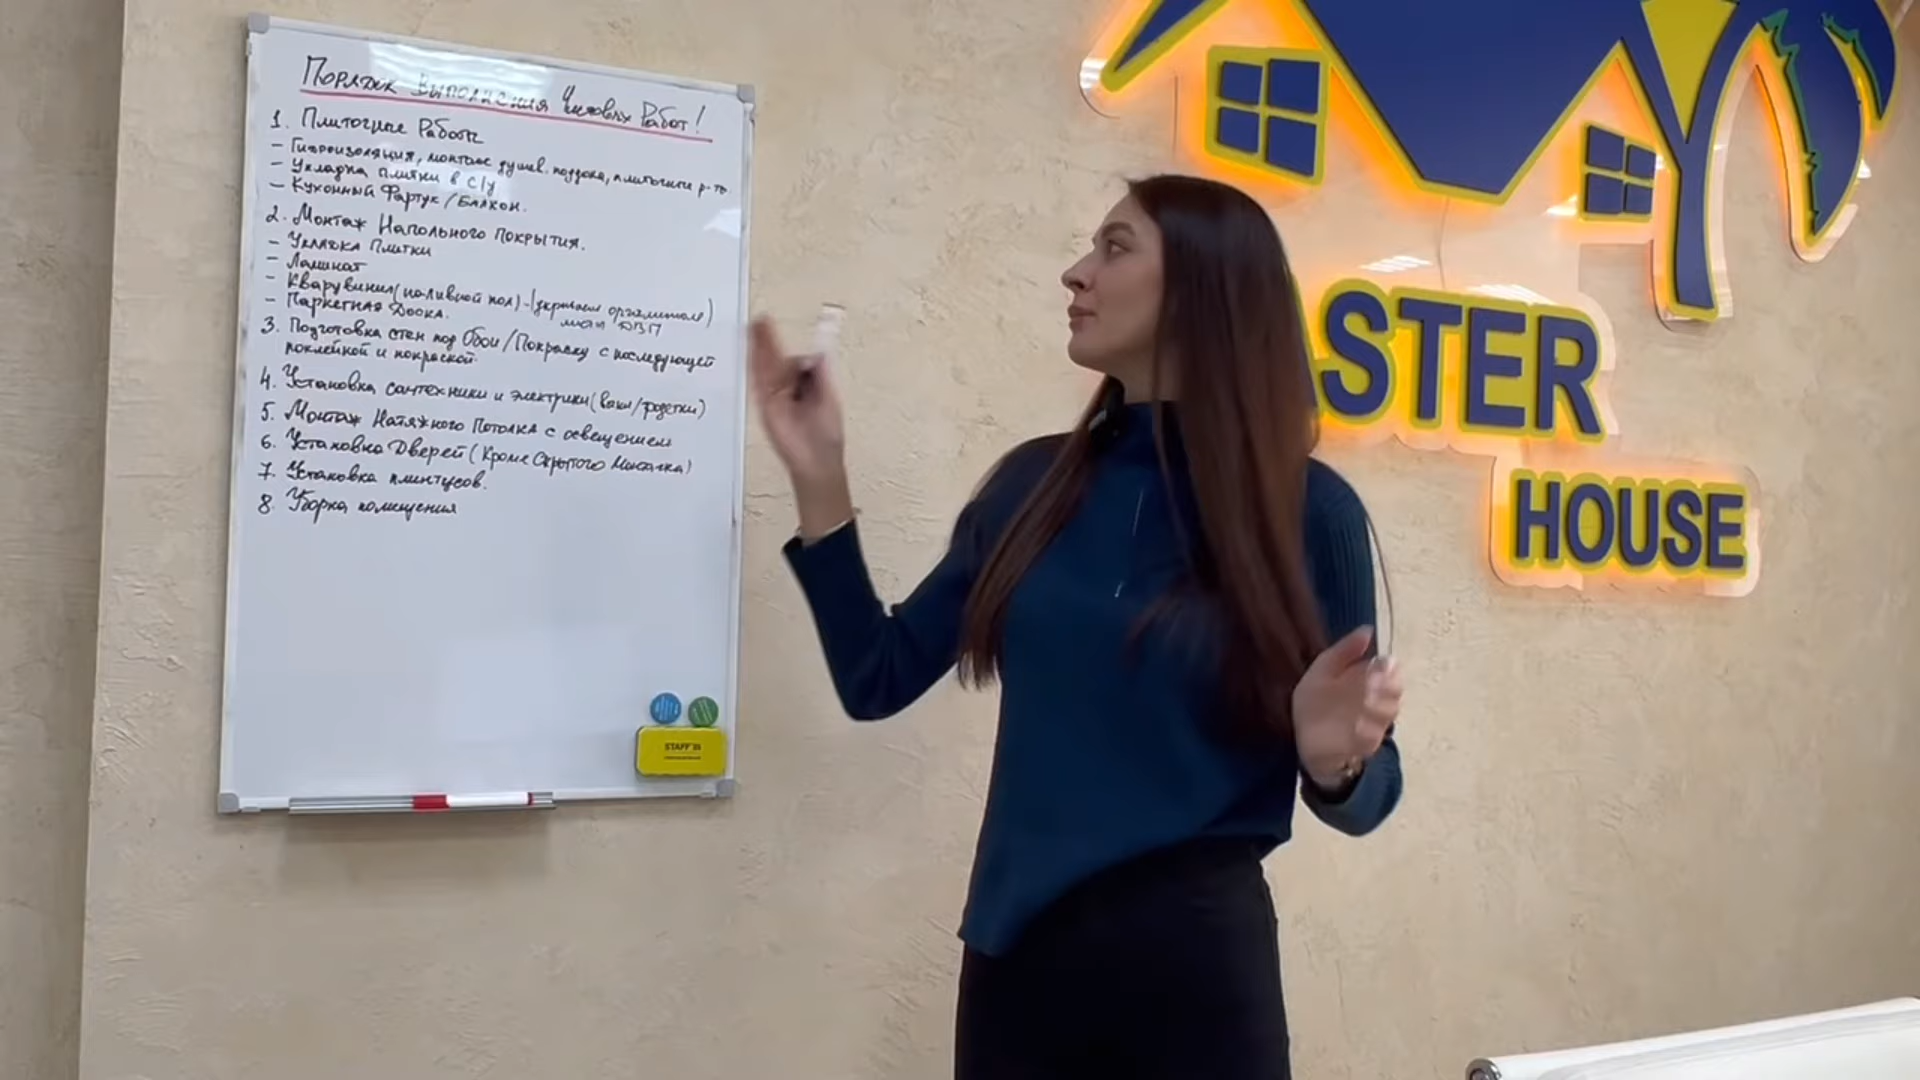 Порядок выполнения Чистовых Работ!
1. Плиточные Работы
- Гидроизоляция, монтаж душев. поддона, плиточные р-ты
- Укладка плитки в с/у
- Кухонный Фартук / Балкон.
2. Монтаж Напольного Покрытия.
- Укладка Плитки
- Ламинат
- Кварцвинил (наливной пол) - (укрытием оргалитом)
или ДВП
- Паркетная Доска.
3. Подготовка стен под Обои / Покраску с последующей
поклейкой и покраской.
4. Установка сантехники и электрики (выкл/розетки)
5. Монтаж Натяжного Потолка с освещением
6. Установка Дверей (Кроме Скрытого Монтажа)
7. Установка плинтусов.
8. Уборка помещения
STAFF
STER
HOUSE